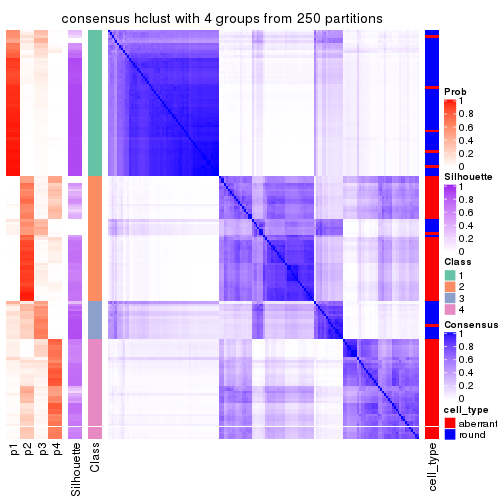 consensus hclust with 4 groups from 250 partitions
Prob
1
0.8
0.6
0.4
0.2
0
Silhouette
1
0.8
0.6
0.4
0.2
0
Class
1
2
3
4
Consensus
1
0.8
0.6
0.4
0.2
0
cell_type
aberrant
round
p1
p2
p3
p4
Silhouette
Class
cell_type